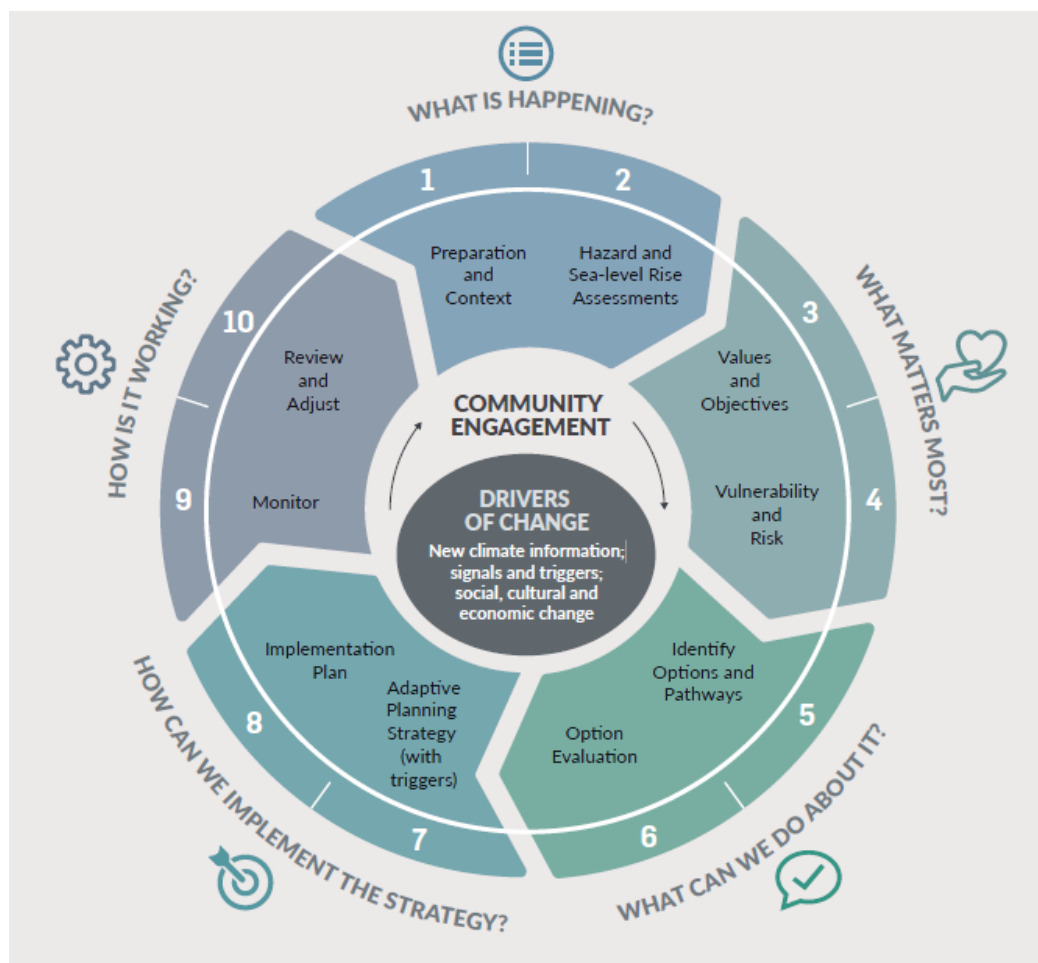 WHAT IS HAPPENING?
1
2
Preparation
and
Context
Hazard and
Sea-level Rise
Assessments
WHAT MATTERS MOST?
3
Values
and
Objectives
4
Vulnerability
and
Risk
WHAT CAN WE DO ABOUT IT?
5
Identify
Options and
Pathways
6
Option
Evaluation
HOW CAN WE IMPLEMENT THE STRATEGY?
7
Adaptive
Planning
Strategy
(with
triggers)
8
Implementation
Plan
HOW IS IT WORKING?
9
Monitor
10
Review
and
Adjust
COMMUNITY
ENGAGEMENT
DRIVERS
OF CHANGE
New climate information;
signals and triggers;
social, cultural and
economic change